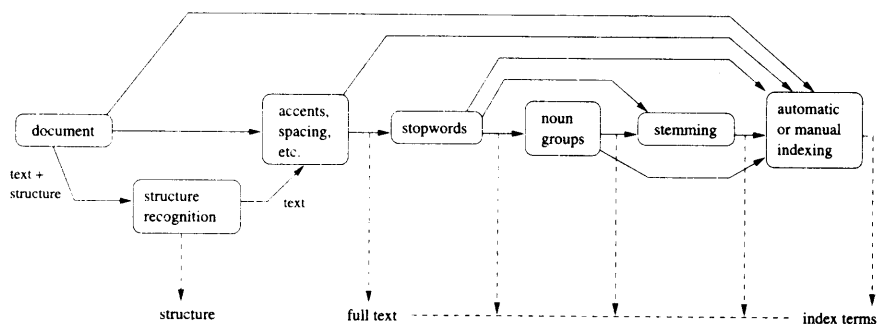 document
text +
structure
structure
recognition
text
accents,
spacing,
etc.
stopwords
noun
groups
stemming
automatic
or manual
indexing
structure
full text
index terms